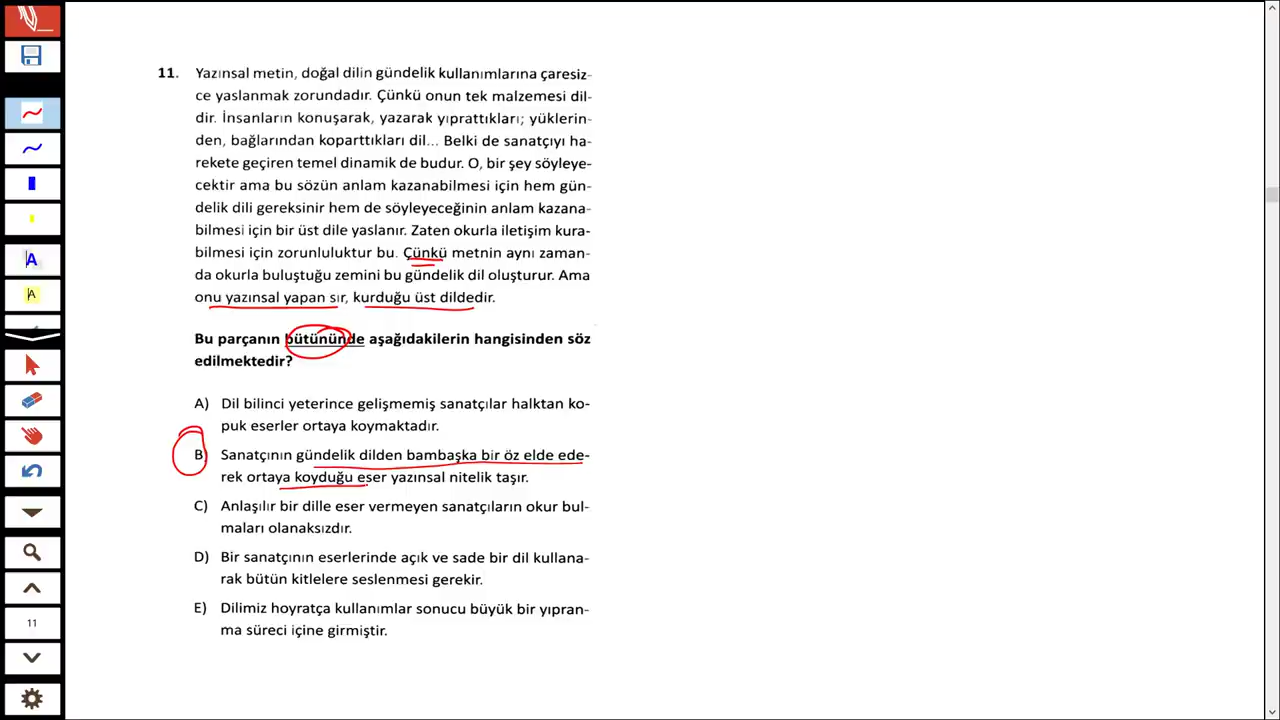 11. Yazınsal metin, doğal dilin gündelik kullanımlarına çaresiz-
ce yaslanmak zorundadır. Çünkü onun tek malzemesi dil-
dir. İnsanların konuşarak, yazarak yıprattıkları; yüklerin-
den, bağlarından koparttıkları dil... Belki de sanatçıyı ha-
rekete geçiren temel dinamik de budur. O, bir şey söyleye-
cektir ama bu sözün anlam kazanabilmesi için hem gün-
delik dili gereksinir hem de söyleyeceğinin anlam kazana-
bilmesi için bir üst dile yaslanır. Zaten okurla iletişim kura-
bilmesi için zorunluluktur bu. Çünkü metnin aynı zaman-
da okurla buluştuğu zemini bu gündelik dil oluşturur. Ama
onu yazınsal yapan sır, kurduğu üst dildedir.
Bu parçanın bütününde aşağıdakilerin hangisinden söz
edilmektedir?
A) Dil bilinci yeterince gelişmemiş sanatçılar halktan ko-
puk eserler ortaya koymaktadır.
B) Sanatçının gündelik dilden bambaşka bir öz elde ede-
rek ortaya koyduğu eser yazınsal nitelik taşır.
C) Anlaşılır bir dille eser vermeyen sanatçıların okur bul-
maları olanaksızdır.
D) Bir sanatçının eserlerinde açık ve sade bir dil kullana-
rak bütün kitlelere seslenmesi gerekir.
E) Dilimiz hoyratça kullanımlar sonucu büyük bir yıpran-
ma süreci içine girmiştir.
A
A
11